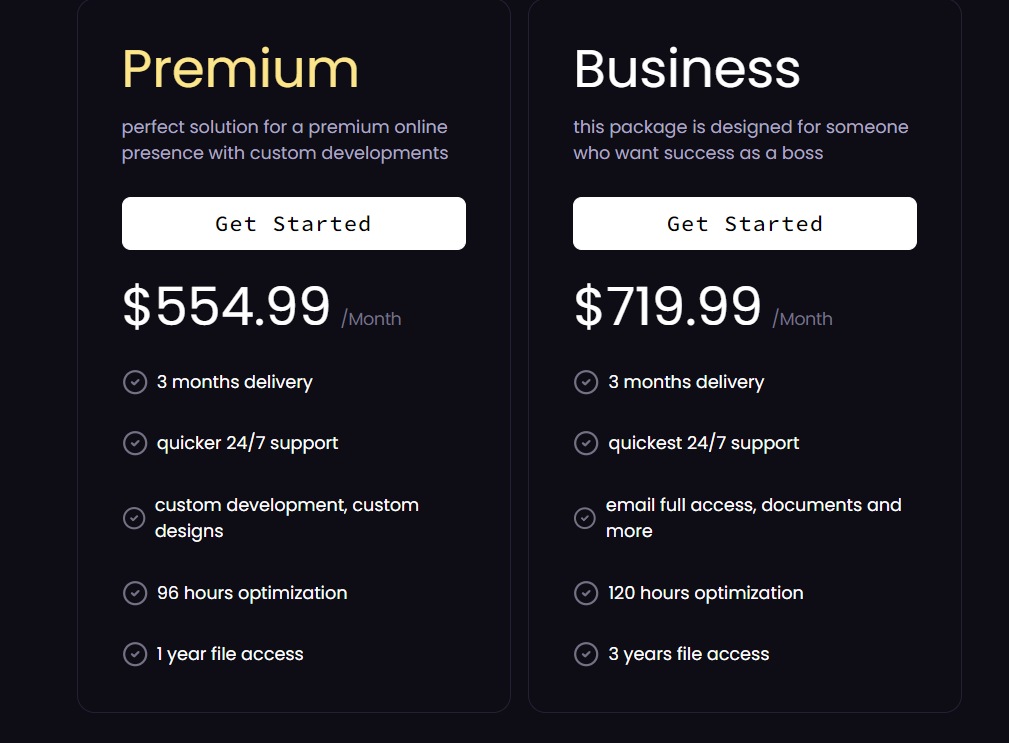 Premium
perfect solution for a premium online
presence with custom developments
Get Started
$554.99 /Month
3 months delivery
quicker 24/7 support
custom development, custom
designs
96 hours optimization
1 year file access
Business
this package is designed for someone
who want success as a boss
Get Started
$719.99 /Month
3 months delivery
quickest 24/7 support
email full access, documents and
more
120 hours optimization
3 years file access